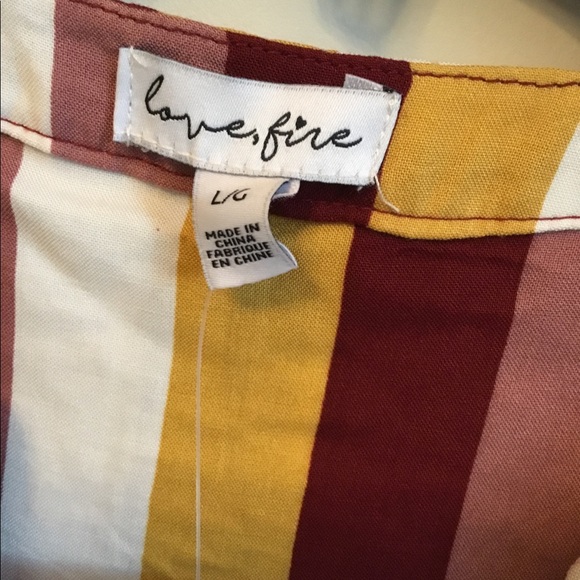 love, fire
L/G
MADE IN
CHINA
FABRIQUE
EN CHINE